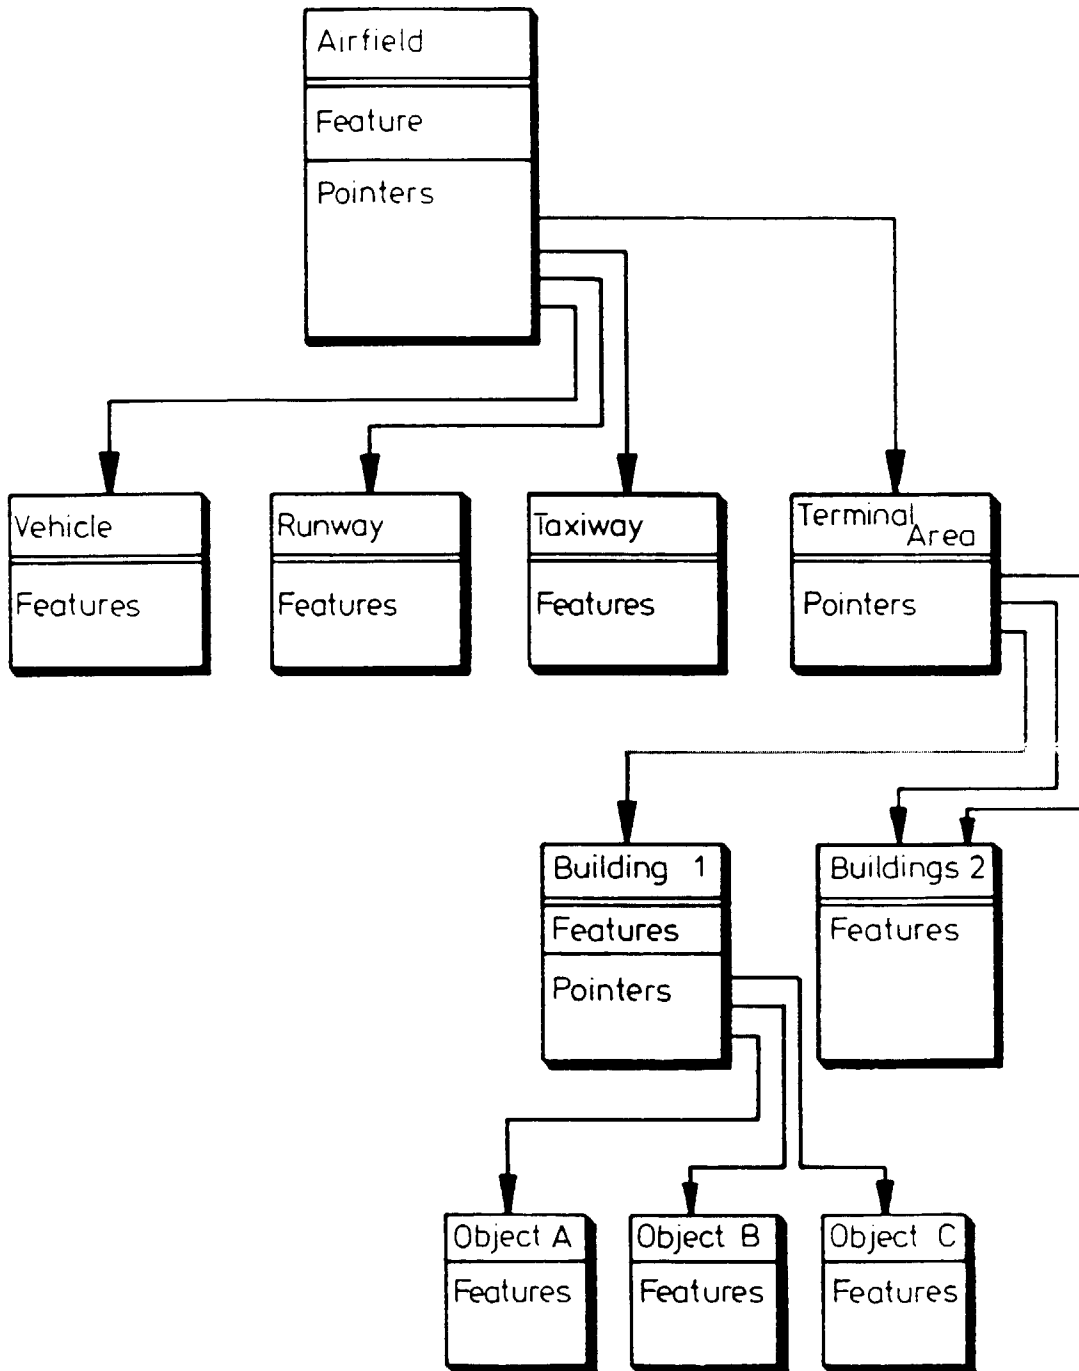 Airfield
Feature
Pointers
Vehicle
Features
Runway
Features
Taxiway
Features
Terminal
Area
Pointers
Building 1
Features
Pointers
Buildings 2
Features
Object A
Features
Object B
Features
Object C
Features